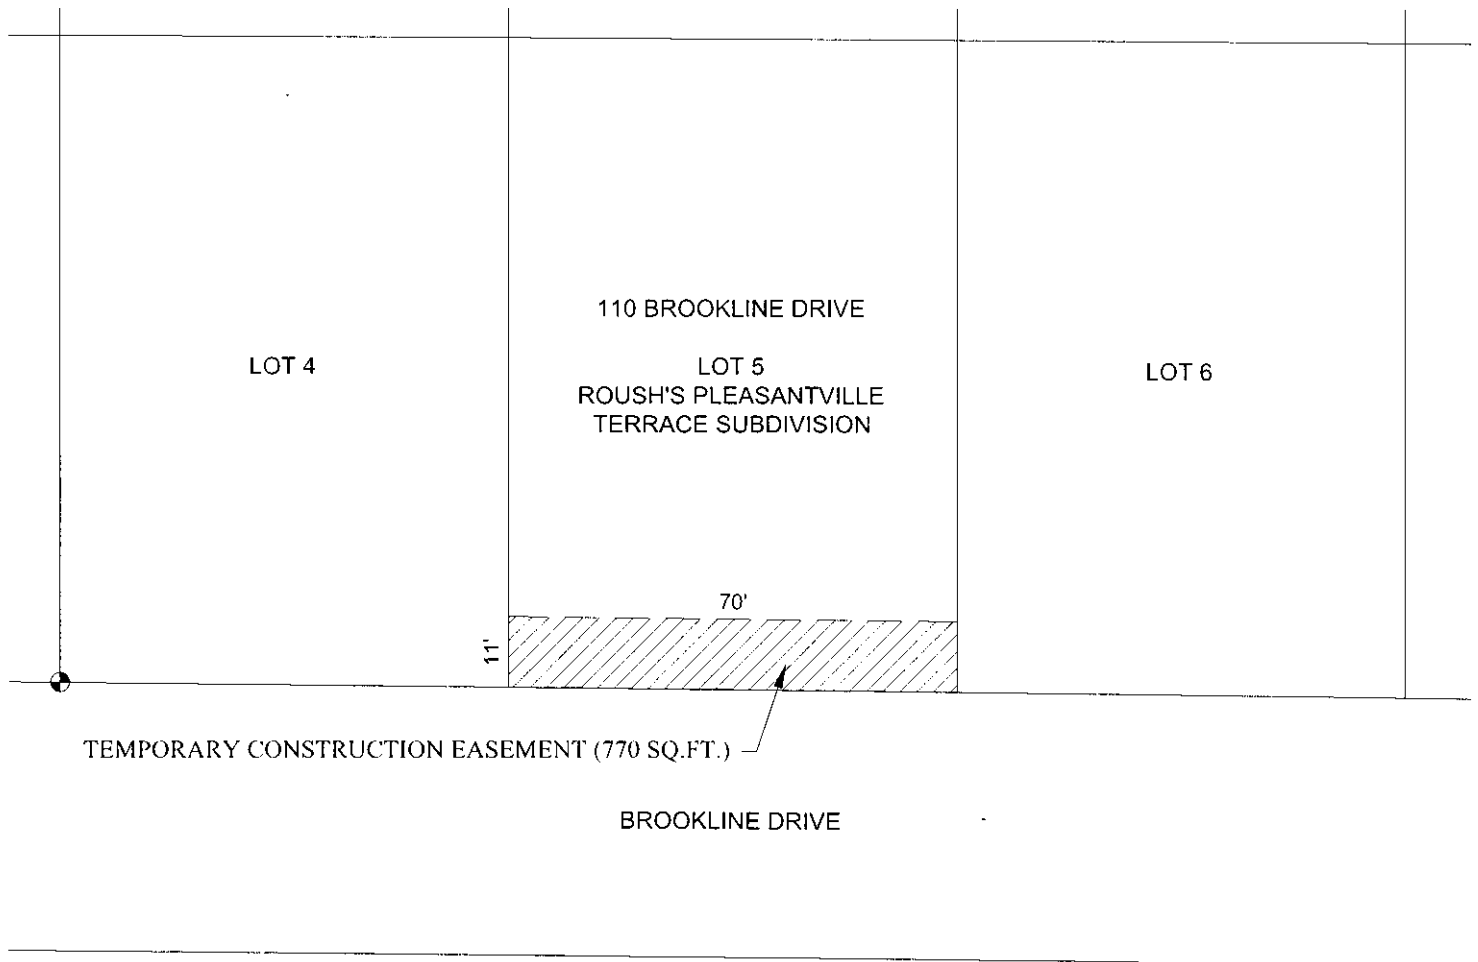 110 BROOKLINE DRIVE
LOT 4
LOT 5
ROUSH'S PLEASANTVILLE
TERRACE SUBDIVISION
LOT 6
70'
11'
TEMPORARY CONSTRUCTION EASEMENT (770 SQ.FT.)
BROOKLINE DRIVE